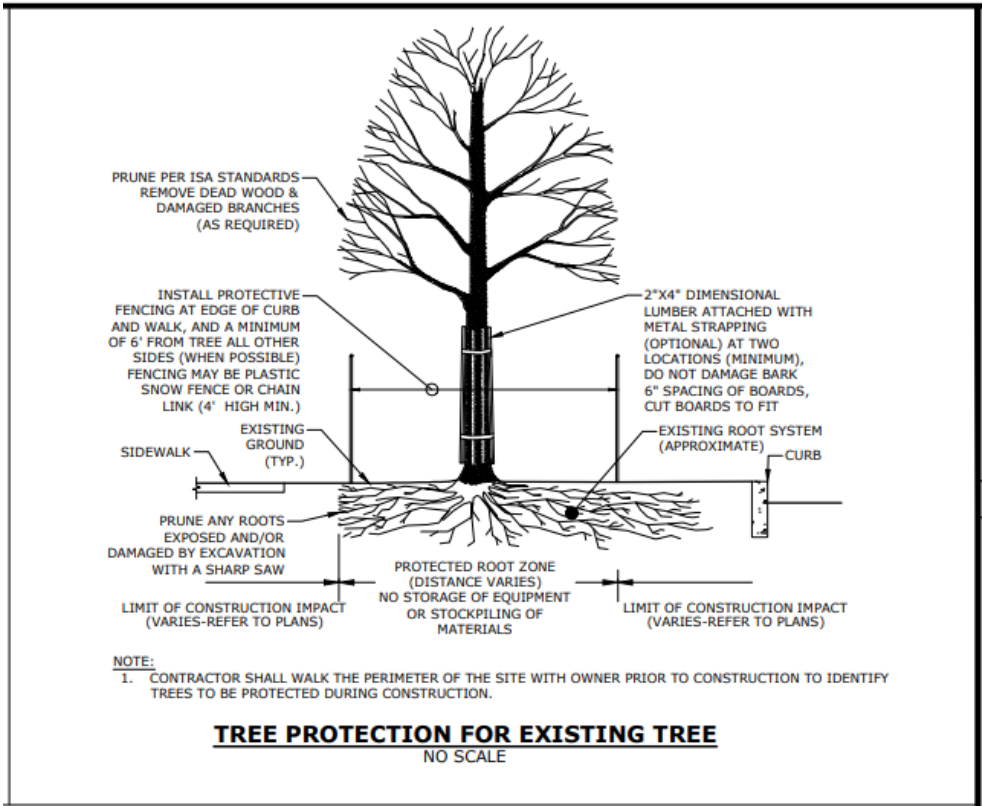 PRUNE PER ISA STANDARDS
REMOVE DEAD WOOD &
DAMAGED BRANCHES
(AS REQUIRED)
INSTALL PROTECTIVE
FENCING AT EDGE OF CURB
AND WALK, AND A MINIMUM
OF 6' FROM TREE ALL OTHER
SIDES (WHEN POSSIBLE)
FENCING MAY BE PLASTIC
SNOW FENCE OR CHAIN
LINK (4' HIGH MIN.)
2"X4" DIMENSIONAL
LUMBER ATTACHED WITH
METAL STRAPPING
(OPTIONAL) AT TWO
LOCATIONS (MINIMUM),
DO NOT DAMAGE BARK
6" SPACING OF BOARDS,
CUT BOARDS TO FIT
EXISTING
GROUND
(TYP.)
SIDEWALK
EXISTING ROOT SYSTEM
(APPROXIMATE)
CURB
PRUNE ANY ROOTS
EXPOSED AND/OR
DAMAGED BY EXCAVATION
WITH A SHARP SAW
PROTECTED ROOT ZONE
(DISTANCE VARIES)
NO STORAGE OF EQUIPMENT
OR STOCKPILING OF
MATERIALS
LIMIT OF CONSTRUCTION IMPACT
(VARIES-REFER TO PLANS)
LIMIT OF CONSTRUCTION IMPACT
(VARIES-REFER TO PLANS)
NOTE:
1. CONTRACTOR SHALL WALK THE PERIMETER OF THE SITE WITH OWNER PRIOR TO CONSTRUCTION TO IDENTIFY
TREES TO BE PROTECTED DURING CONSTRUCTION.
TREE PROTECTION FOR EXISTING TREE
NO SCALE